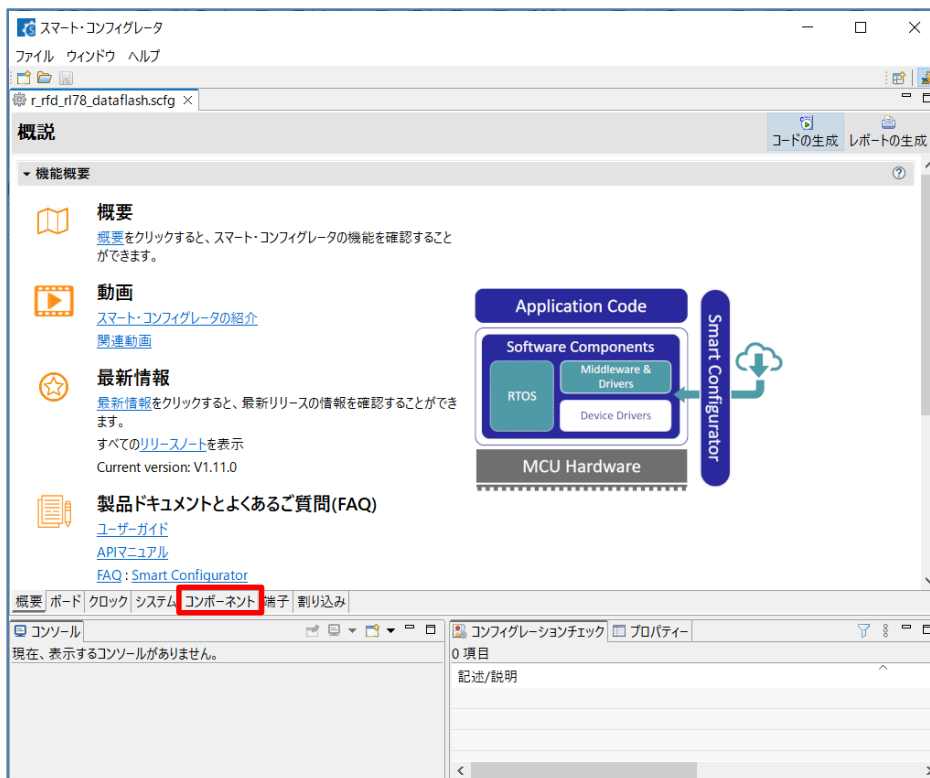 スマート・コンフィグレータ
ファイル ウィンドウ ヘルプ
r_rfd_rl78_dataflash.scfg
概説
コードの生成 レポートの生成
機能概要
概要
概要をクリックすると、スマート・コンフィグレータの機能を確認すること
ができます。
動画
スマート・コンフィグレータの紹介
関連動画
最新情報
最新情報をクリックすると、最新リリースの情報を確認することができ
ます。
すべてのリリースノートを表示
Current version: V1.11.0
製品ドキュメントとよくあるご質問(FAQ)
ユーザーガイド
APIマニュアル
FAQ : Smart Configurator
Application Code
Software Components
RTOS
Middleware &
Drivers
Device Drivers
MCU Hardware
Smart Configurator
概要 ボード クロック システム コンポーネント 端子 割り込み
コンソール
現在、表示するコンソールがありません。
コンフィグレーションチェック プロパティー
0 項目
記述/説明